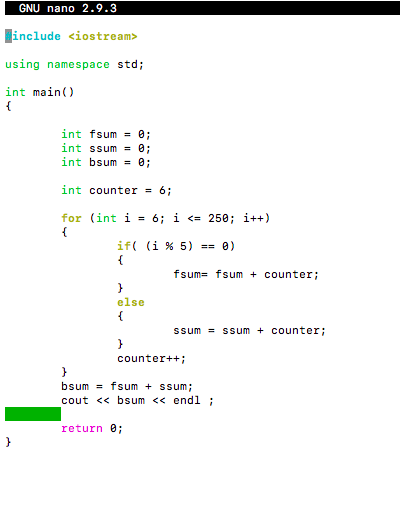 GNU nano 2.9.3
#include <iostream>
using namespace std;
int main()
{
int fsum = 0;
int ssum = 0;
int bsum = 0;
int counter = 6;
for (int i = 6; i <= 250; i++)
{
if( (i % 5) == 0)
{
fsum= fsum + counter;
}
else
{
ssum = ssum + counter;
}
counter++;
}
bsum = fsum + ssum;
cout << bsum << endl ;
return 0;
}